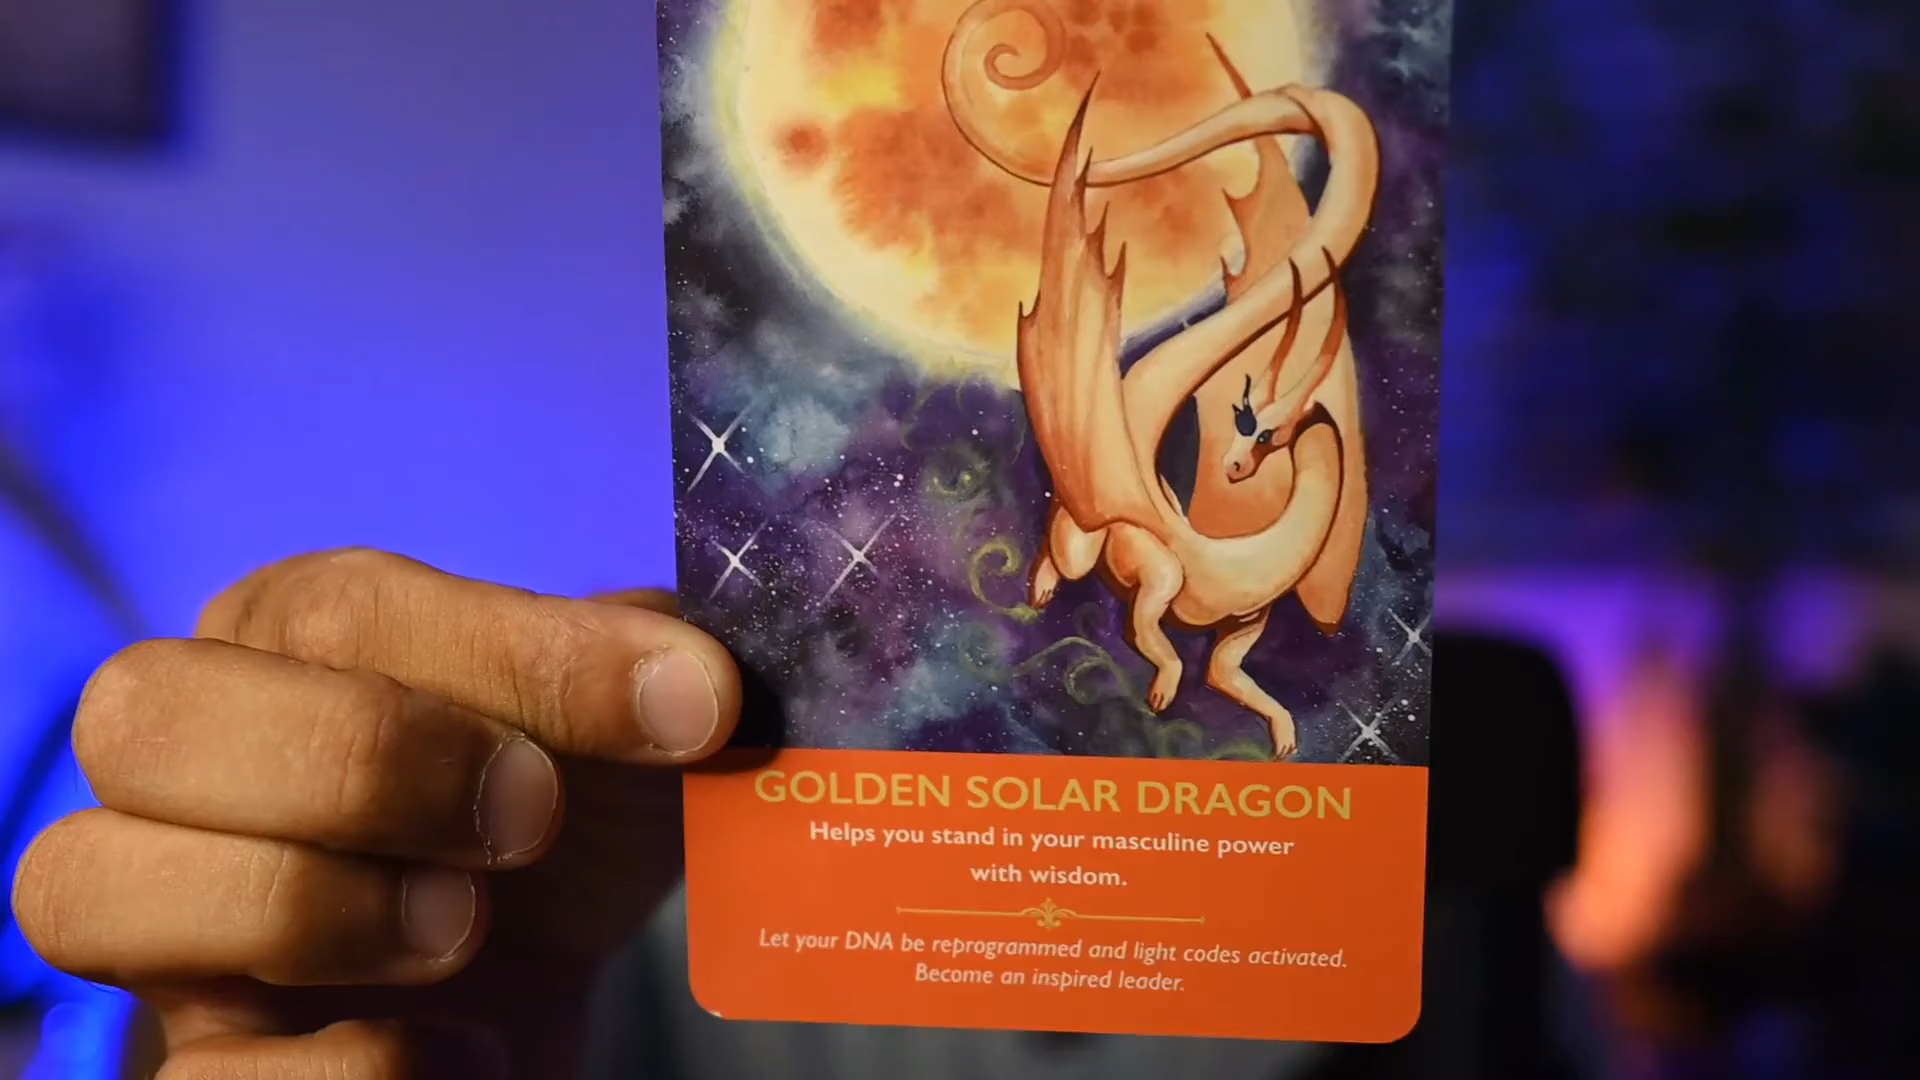 GOLDEN SOLAR DRAGON
Helps you stand in your masculine power
with wisdom.
Let your DNA be reprogrammed and light codes activated.
Become an inspired leader.